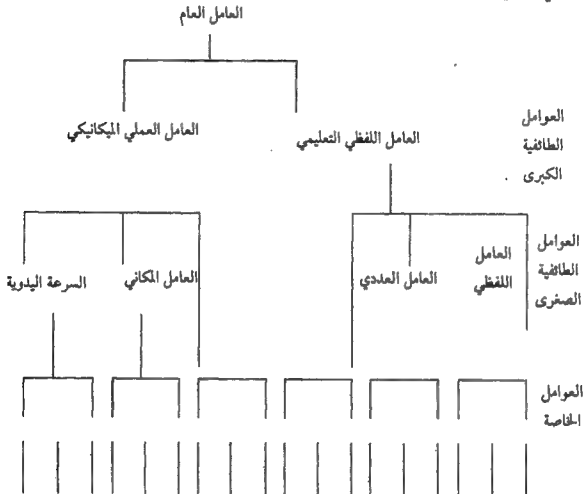 العامل العام
العوامل
الطائفية
الكبرى
العامل اللفظي التعليمي
العامل العملي الميكانيكي
العوامل
الطائفية
الصغرى
العامل
اللفظي
العامل العددي
العامل المكاني
السرعة اليدوية
العوامل
الخاصة